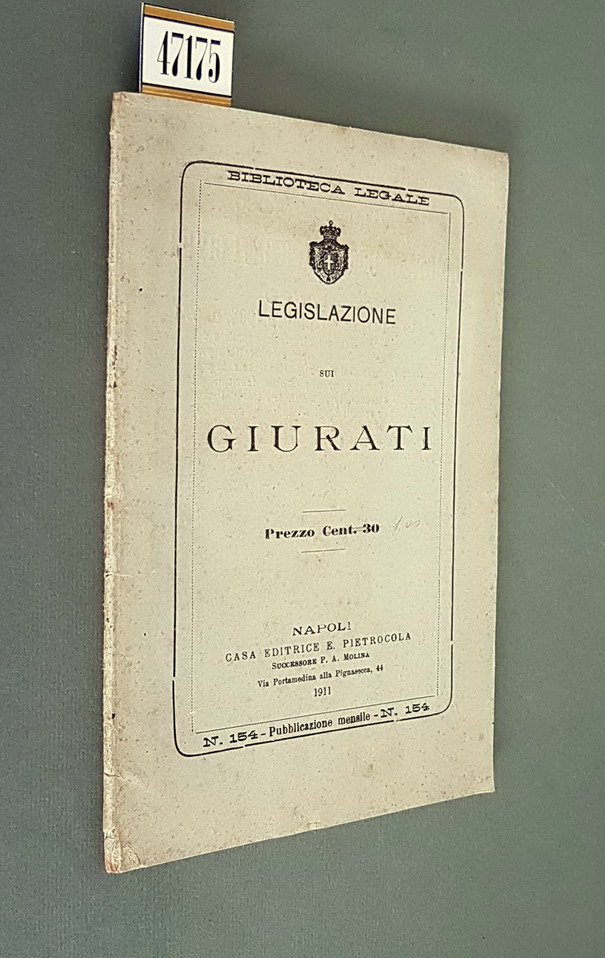 47175
BIBLIOTECA LEGALE
LEGISLAZIONE
SUI
GIURATI
Prezzo Cent. 30 1.00
NAPOLI
CASA EDITRICE E. PIETROCOLA
SUCCESSORE P. A. MOLINA
Via Portamedina alla Pignasecca, 44
1911
N. 154 - Pubblicazione mensile - N. 154